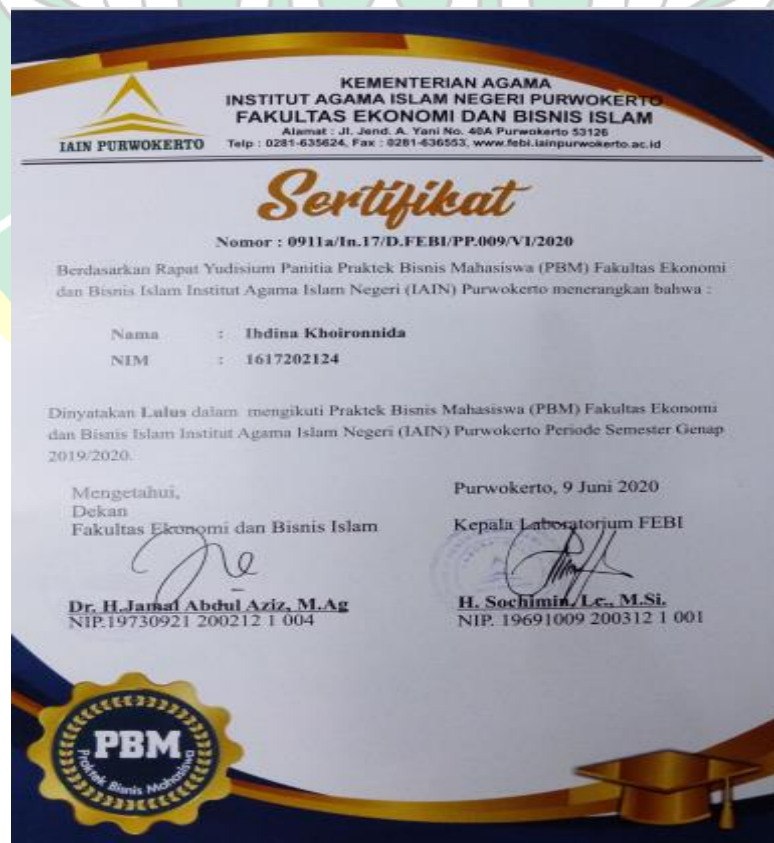 KEMENTERIAN AGAMA
INSTITUT AGAMA ISLAM NEGERI PURWOKERTO
FAKULTAS EKONOMI DAN BISNIS ISLAM
Alamat : Jl. Jend. A. Yani No. 40A Purwokerto 53126
Telp : 0281-635624, Fax : 0281-636553, www.febi.iainpurwokerto.ac.id
IAIN PURWOKERTO
Sertifikat
Nomor : 0911a/In.17/D.FEBI/PP.009/VI/2020
Berdasarkan Rapat Yudisium Panitia Praktek Bisnis Mahasiswa (PBM) Fakultas Ekonomi
dan Bisnis Islam Institut Agama Islam Negeri (IAIN) Purwokerto menerangkan bahwa :
Nama : Ihdina Khoironnida
NIM : 1617202124
Dinyatakan Lulus dalam mengikuti Praktek Bisnis Mahasiswa (PBM) Fakultas Ekonomi
dan Bisnis Islam Institut Agama Islam Negeri (IAIN) Purwokerto Periode Semester Genap
2019/2020.
Mengetahui,
Dekan
Fakultas Ekonomi dan Bisnis Islam
Dr. H.Jamal Abdul Aziz, M.Ag
NIP.19730921 200212 1 004
Purwokerto, 9 Juni 2020
Kepala Laboratorium FEBI
H. Sochimin, Lc., M.Si.
NIP. 19691009 200312 1 001
PBM
Praktek Bisnis Mahasiswa